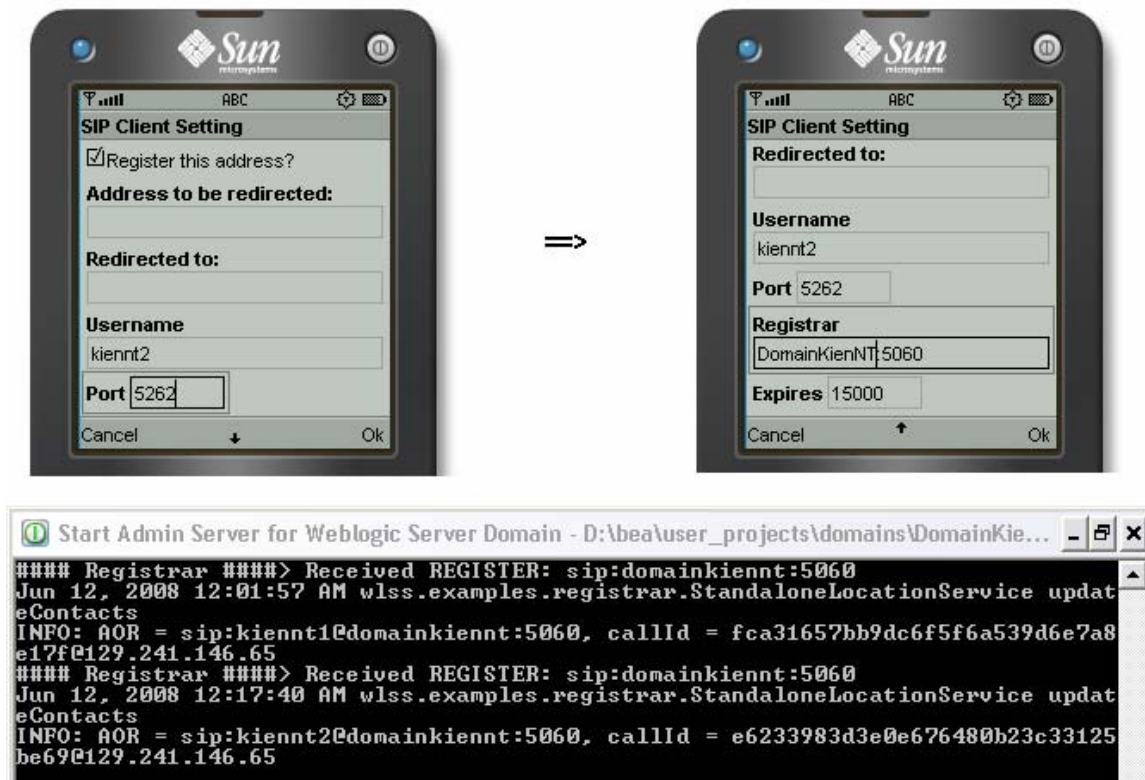 Sun
microsystems
ABC
SIP Client Setting
Register this address?
Address to be redirected:
Redirected to:
Username
kiennt2
Port 5262
Cancel
Ok
==>
Sun
microsystems
ABC
SIP Client Setting
Redirected to:
Username
kiennt2
Port 5262
Registrar
DomainKienNT:5060
Expires 15000
Cancel
Ok
Start Admin Server for Weblogic Server Domain - D:\bea\user_projects\domains\DomainKie...
#### Registrar ####> Received REGISTER: sip:domainkiennt:5060
Jun 12, 2008 12:01:57 AM wlss.examples.registrar.StandaloneLocationService updat
eContacts
INFO: AOR = sip:kiennt1@domainkiennt:5060, callId = fca31657bb9dc6f5f6a539d6e7a8
e17f@129.241.146.65
#### Registrar ####> Received REGISTER: sip:domainkiennt:5060
Jun 12, 2008 12:17:40 AM wlss.examples.registrar.StandaloneLocationService updat
eContacts
INFO: AOR = sip:kiennt2@domainkiennt:5060, callId = e6233983d3e0e676480b23c33125
be69@129.241.146.65